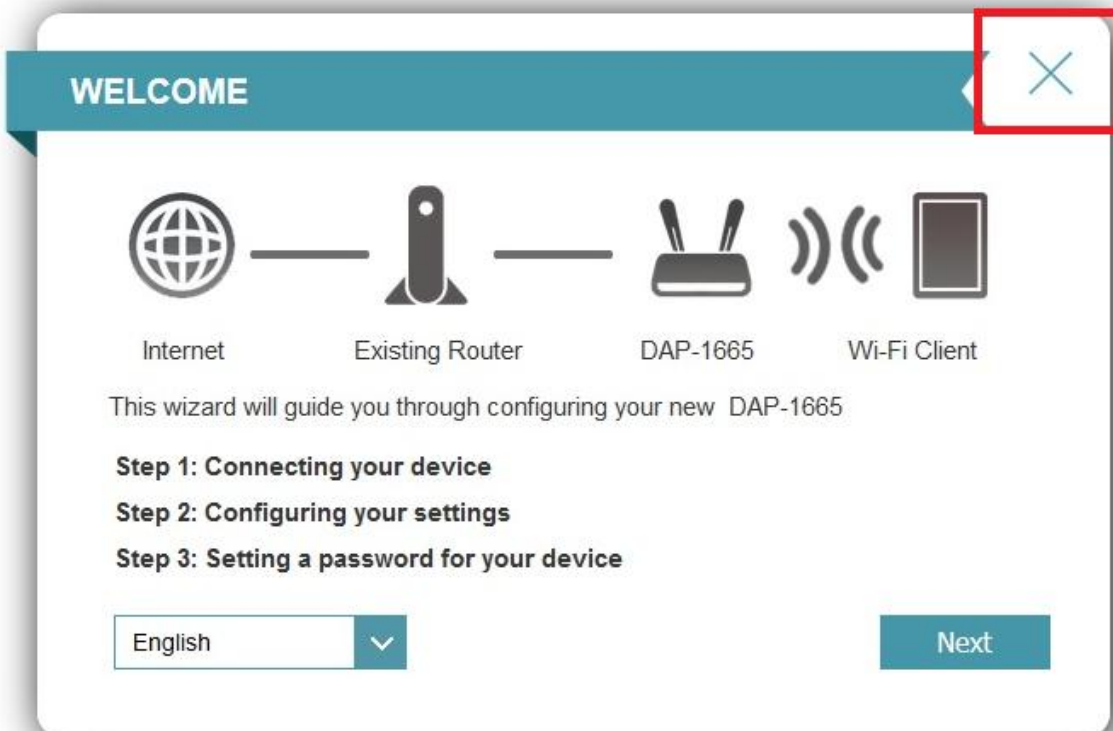 WELCOME
Internet Existing Router DAP-1665 Wi-Fi Client
This wizard will guide you through configuring your new DAP-1665
Step 1: Connecting your device
Step 2: Configuring your settings
Step 3: Setting a password for your device
English Next